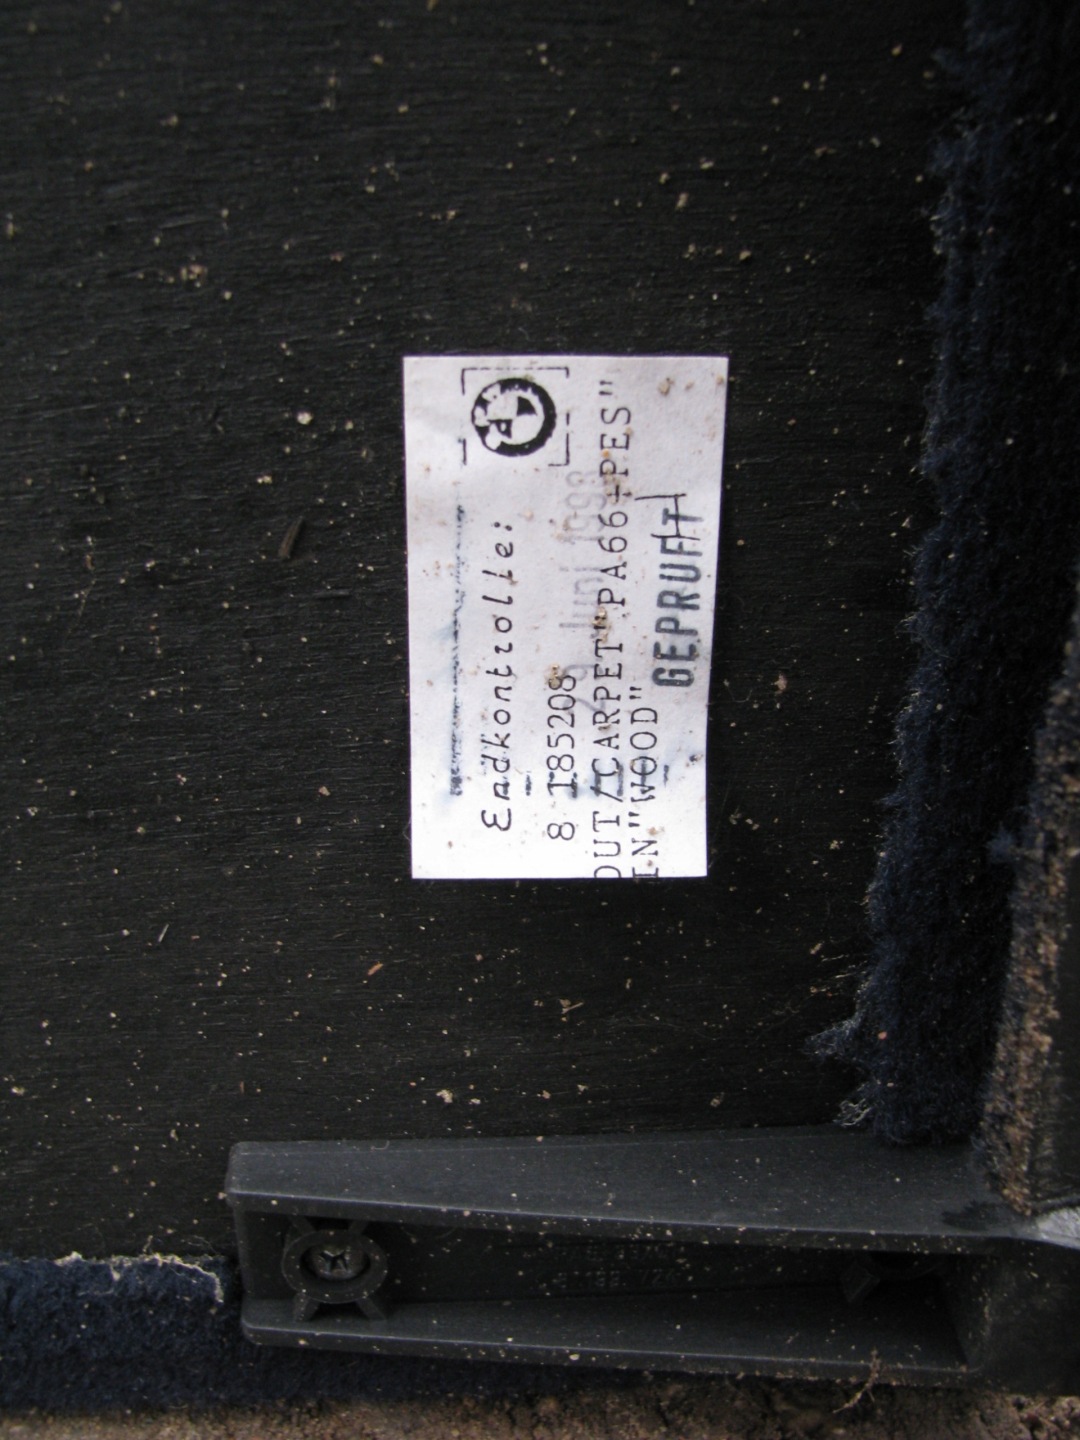 Endkontrolle:
8 185208
OUT/CARPET"PA66+PES"
IN"WOOD"
GEPRUFT